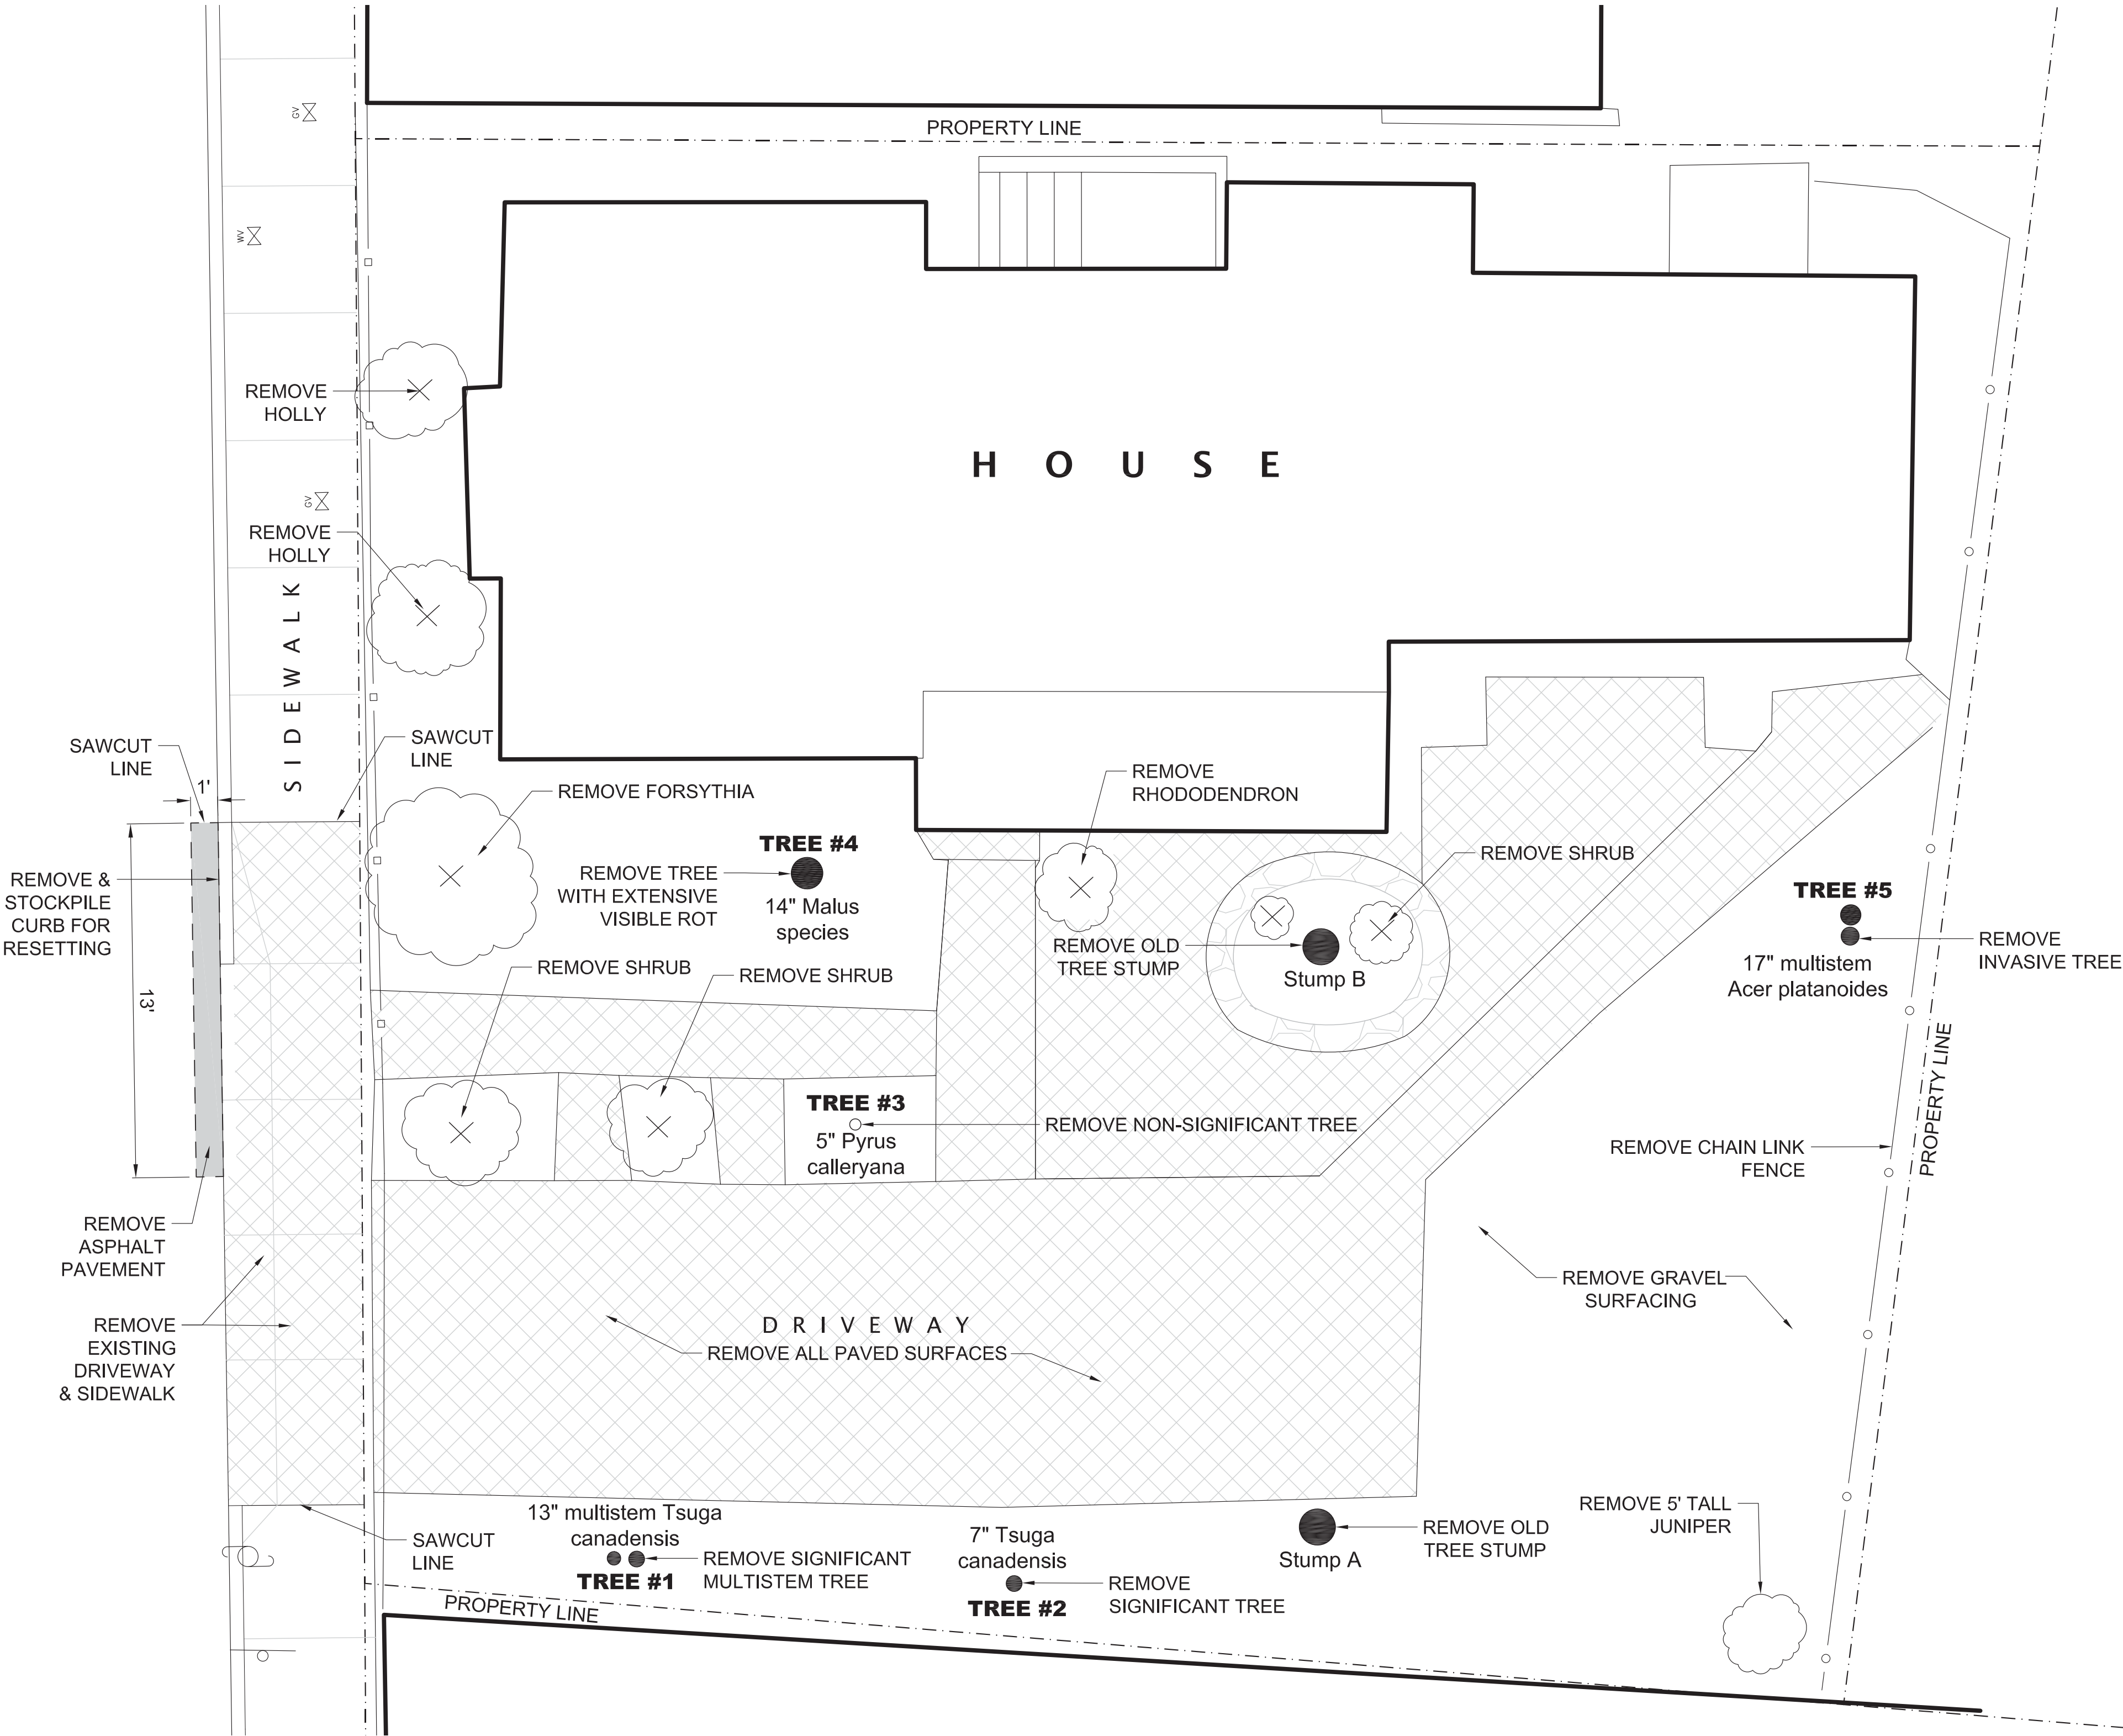 GV
PROPERTY LINE
WV
REMOVE
HOLLY
H O U S E
GV
REMOVE
HOLLY
SIDEWALK
SAWCUT
LINE
1'
SAWCUT
LINE
REMOVE FORSYTHIA
REMOVE
RHODODENDRON
TREE #4
REMOVE TREE
WITH EXTENSIVE
VISIBLE ROT
14" Malus
species
REMOVE SHRUB
REMOVE &
STOCKPILE
CURB FOR
RESETTING
13'
REMOVE OLD
TREE STUMP
Stump B
TREE #5
17" multistem
Acer platanoides
REMOVE
INVASIVE TREE
REMOVE SHRUB
REMOVE SHRUB
TREE #3
5" Pyrus
calleryana
REMOVE NON-SIGNIFICANT TREE
REMOVE CHAIN LINK
FENCE
PROPERTY LINE
REMOVE
ASPHALT
PAVEMENT
REMOVE GRAVEL
SURFACING
REMOVE
EXISTING
DRIVEWAY
& SIDEWALK
DRIVEWAY
REMOVE ALL PAVED SURFACES
SAWCUT
LINE
13" multistem Tsuga
canadensis
REMOVE SIGNIFICANT
MULTISTEM TREE
TREE #1
7" Tsuga
canadensis
REMOVE
SIGNIFICANT TREE
TREE #2
REMOVE OLD
TREE STUMP
Stump A
REMOVE 5' TALL
JUNIPER
PROPERTY LINE